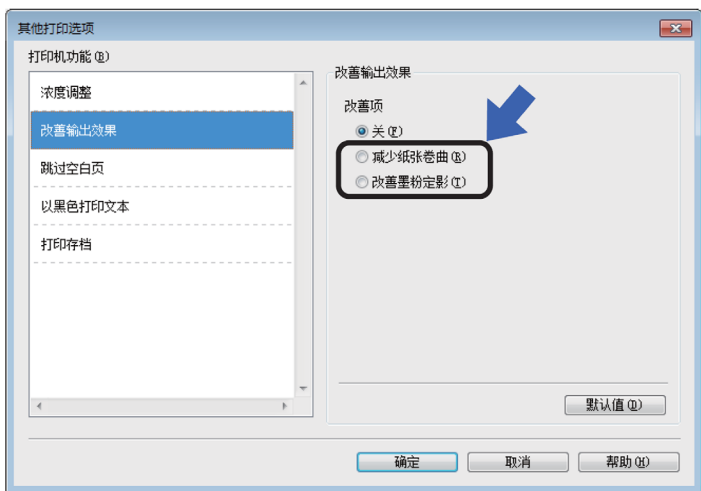 其他打印选项
打印机功能(B)
浓度调整
改善输出效果
跳过空白页
以黑色打印文本
打印存档
改善输出效果
改善项
关(F)
减少纸张卷曲(R)
改善墨粉定影(T)
默认值(D)
确定
取消
帮助(H)